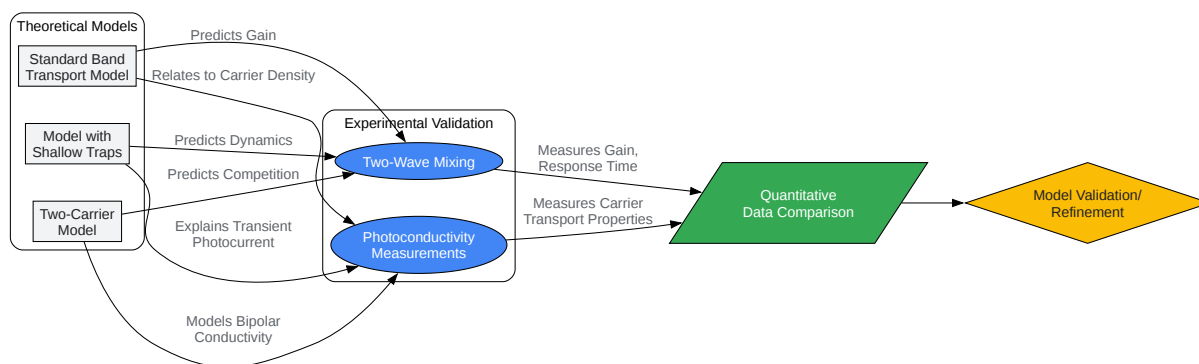 Theoretical Models
Standard Band
Transport Model
Model with
Shallow Traps
Two-Carrier
Model
Predicts Gain
Relates to Carrier Density
Predicts Dynamics
Predicts Competition
Explains Transient
Photocurrent
Models Bipolar
Conductivity
Experimental Validation
Two-Wave Mixing
Photoconductivity
Measurements
Measures Gain,
Response Time
Measures Carrier
Transport Properties
Quantitative
Data Comparison
Model Validation/
Refinement